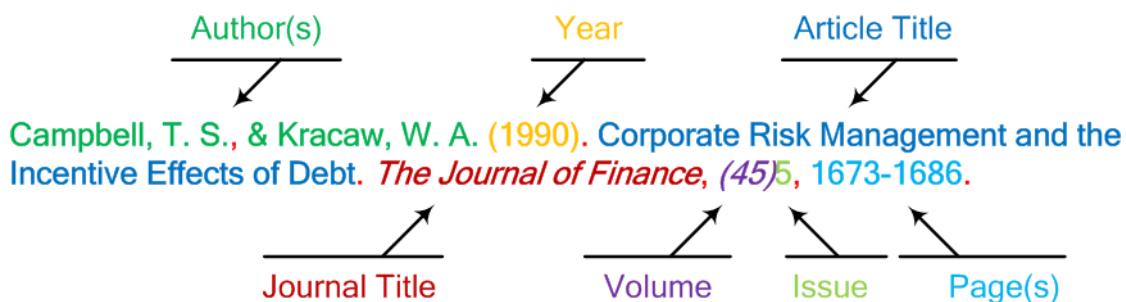 Author(s) Year Article Title
Campbell, T. S., & Kracaw, W. A. (1990). Corporate Risk Management and the
Incentive Effects of Debt. The Journal of Finance, (45)5, 1673-1686.
Journal Title Volume Issue Page(s)